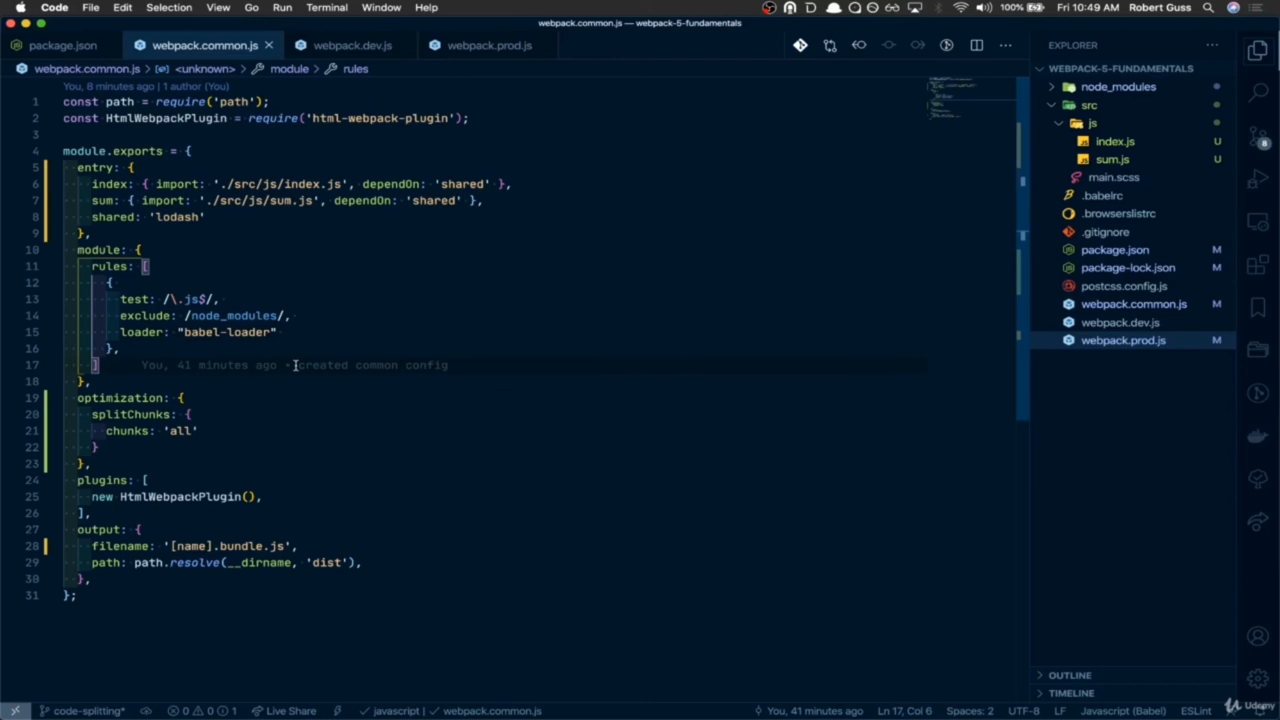 Code File Edit Selection View Go Run Terminal Window Help 100% Fri 10:49 AM Robert Guss
webpack.common.js — webpack-5-fundamentals
package.json webpack.common.js webpack.dev.js webpack.prod.js EXPLORER
webpack.common.js > <unknown> > module > rules
You, 8 minutes ago | 1 author (You)
1 const path = require('path');
2 const HtmlWebpackPlugin = require('html-webpack-plugin');
3
4 module.exports = {
5 entry: {
6 index: { import: './src/js/index.js', dependOn: 'shared' },
7 sum: { import: './src/js/sum.js', dependOn: 'shared' },
8 shared: 'lodash'
9 },
10 module: {
11 rules: [
12 {
13 test: /\.js$/,
14 exclude: /node_modules/,
15 loader: "babel-loader"
16 },
17 ] You, 41 minutes ago • created common config
18 },
19 optimization: {
20 splitChunks: {
21 chunks: 'all'
22 }
23 },
24 plugins: [
25 new HtmlWebpackPlugin(),
26 ],
27 output: {
28 filename: '[name].bundle.js',
29 path: path.resolve(__dirname, 'dist'),
30 },
31 };
WEBPACK-5-FUNDAMENTALS
node_modules
src
js
index.js U
sum.js U
main.scss
.babelrc
.browserslistrc
.gitignore
package.json M
package-lock.json M
postcss.config.js
webpack.common.js M
webpack.dev.js
webpack.prod.js M
8
OUTLINE
TIMELINE
code-splitting* 0 0 1 Live Share javascript | webpack.common.js You, 41 minutes ago Ln 17, Col 6 Spaces: 2 UTF-8 LF Javascript (Babel) ESLint
Udemy